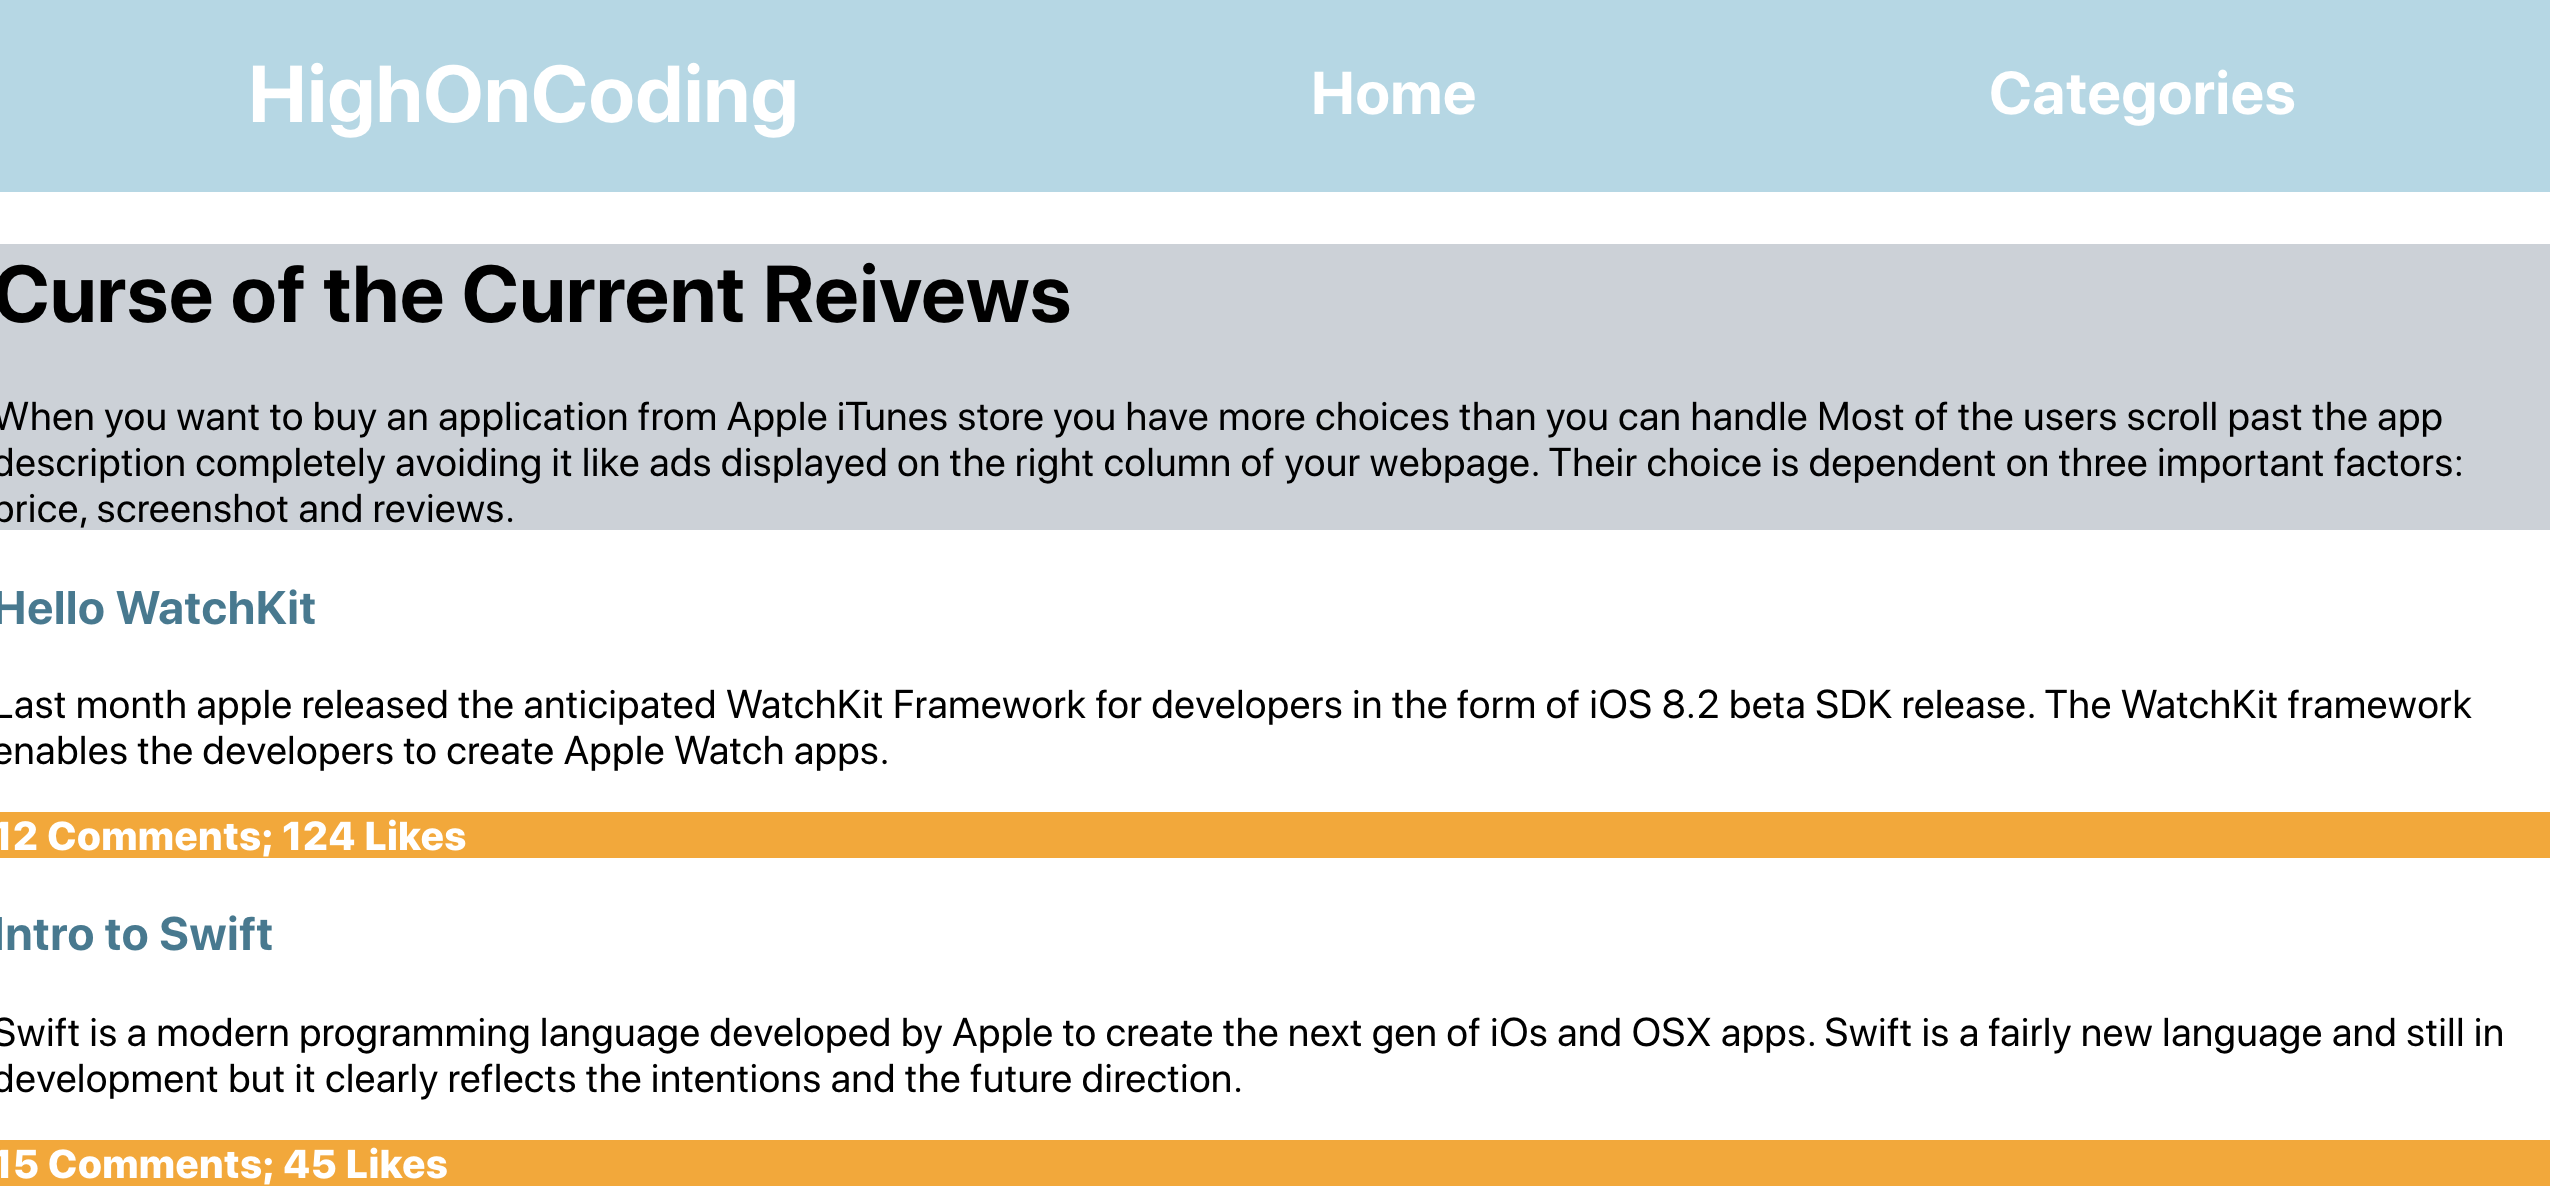 HighOnCoding Home Categories
Curse of the Current Reivews
When you want to buy an application from Apple iTunes store you have more choices than you can handle Most of the users scroll past the app
description completely avoiding it like ads displayed on the right column of your webpage. Their choice is dependent on three important factors:
price, screenshot and reviews.
Hello WatchKit
Last month apple released the anticipated WatchKit Framework for developers in the form of iOS 8.2 beta SDK release. The WatchKit framework
enables the developers to create Apple Watch apps.
12 Comments; 124 Likes
Intro to Swift
Swift is a modern programming language developed by Apple to create the next gen of iOs and OSX apps. Swift is a fairly new language and still in
development but it clearly reflects the intentions and the future direction.
15 Comments; 45 Likes